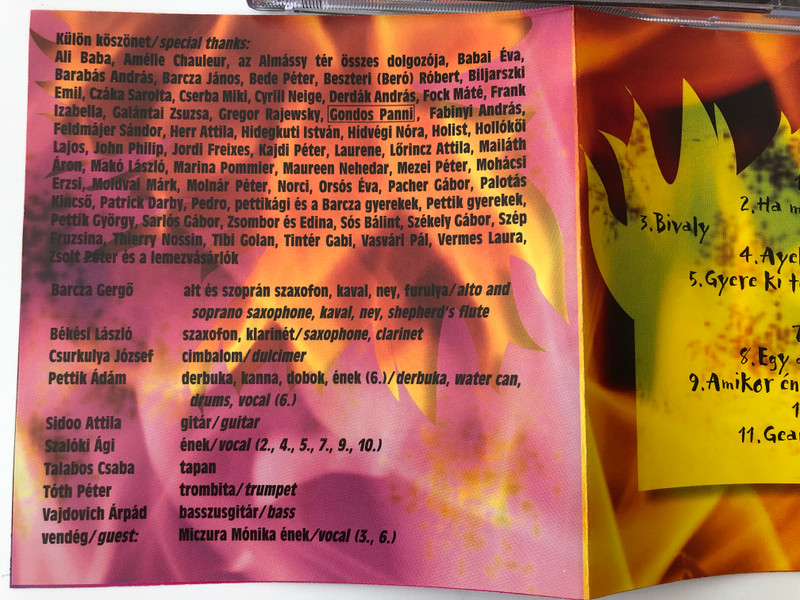 Külön köszönet/special thanks:
Ali Baba, Amélie Chauleur, az Almássy tér összes dolgozója, Babai Éva,
Barabás András, Barcza János, Bede Péter, Beszteri (Beró) Róbert, Biljarszki
Emil, Czáka Sarolta, Cserba Miki, Cyrill Neige, Derdák András, Fock Máté, Frank
Izabella, Galántai Zsuzsa, Gregor Rajewsky, Gondos Panni, Fabinyi András,
Feldmájer Sándor, Herr Attila, Hidegkuti István, Hidvégi Nóra, Holist, Hollókői
Lajos, John Philip, Jordi Freixes, Kajdi Péter, Laurene, Lőrincz Attila, Mailáth
Áron, Makó László, Marina Pommier, Maureen Nehedar, Mezei Péter, Mohácsi
Erzsi, Moldvai Márk, Molnár Péter, Norci, Orsós Éva, Pacher Gábor, Palotás
Kincső, Patrick Darby, Pedro, pettikági és a Barcza gyerekek, Pettik gyerekek,
Pettik György, Sarlós Gábor, Zsombor és Edina, Sós Bálint, Székely Gábor, Szép
Fruzsina, Thierry Nossin, Tibi Golan, Tintér Gabi, Vasvári Pál, Vermes Laura,
Zsolt Péter és a lemezvásárlók
Barcza Gergő alt és szoprán szaxofon, kaval, ney, furulya/alto and
soprano saxophone, kaval, ney, shepherd's flute
Békési László szaxofon, klarinét/saxophone, clarinet
Csurkulya József cimbalom/dulcimer
Pettik Ádám derbuka, kanna, dobok, ének (6.)/derbuka, water can,
drums, vocal (6.)
Sidoo Attila gitár/guitar
Szalóki Ági ének/vocal (2., 4., 5., 7., 9., 10.)
Talabos Csaba tapan
Tóth Péter trombita/trumpet
Vajdovich Árpád basszusgitár/bass
vendég/guest: Miczura Mónika ének/vocal (3., 6.)
2.Ha m
3.Bivaly
4.Ayel
5.Gyere ki t
8.Egy
9.Amikor én
1
11.Gea